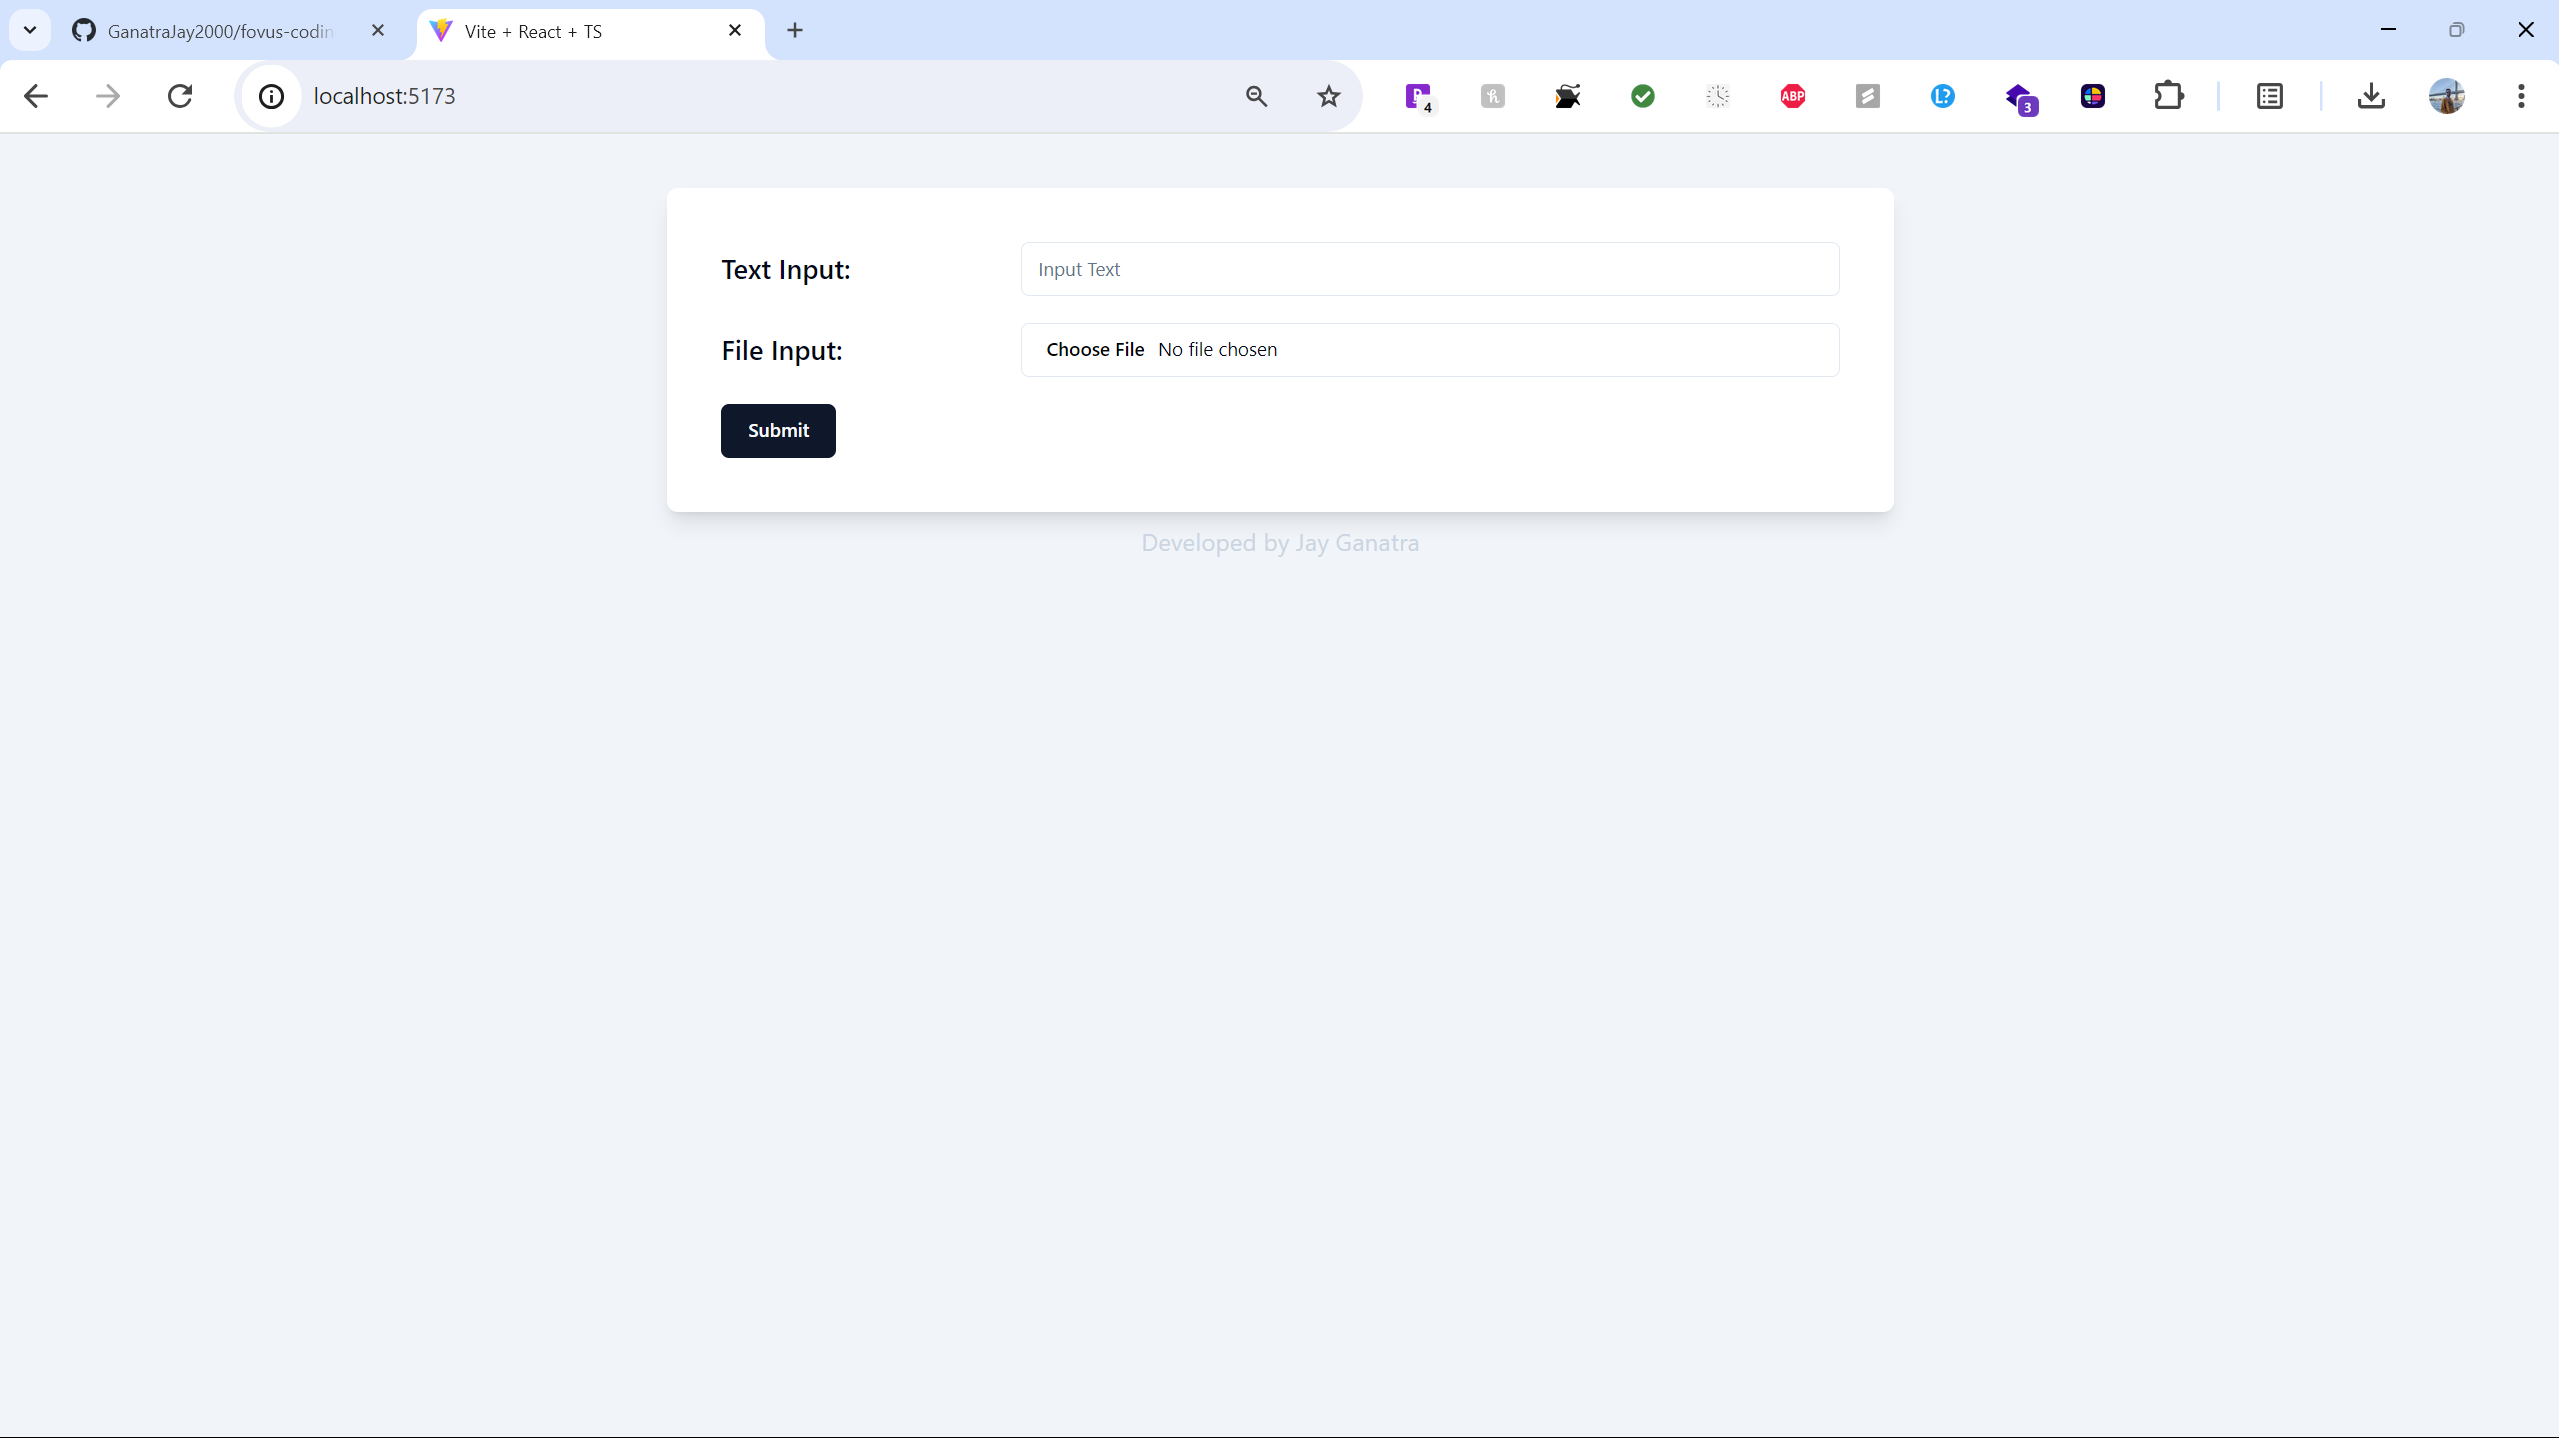 GanatraJay2000/fovus-codin
Vite + React + TS
localhost:5173
4
ABP
L?
3
Text Input:
Input Text
File Input:
Choose File No file chosen
Submit
Developed by Jay Ganatra